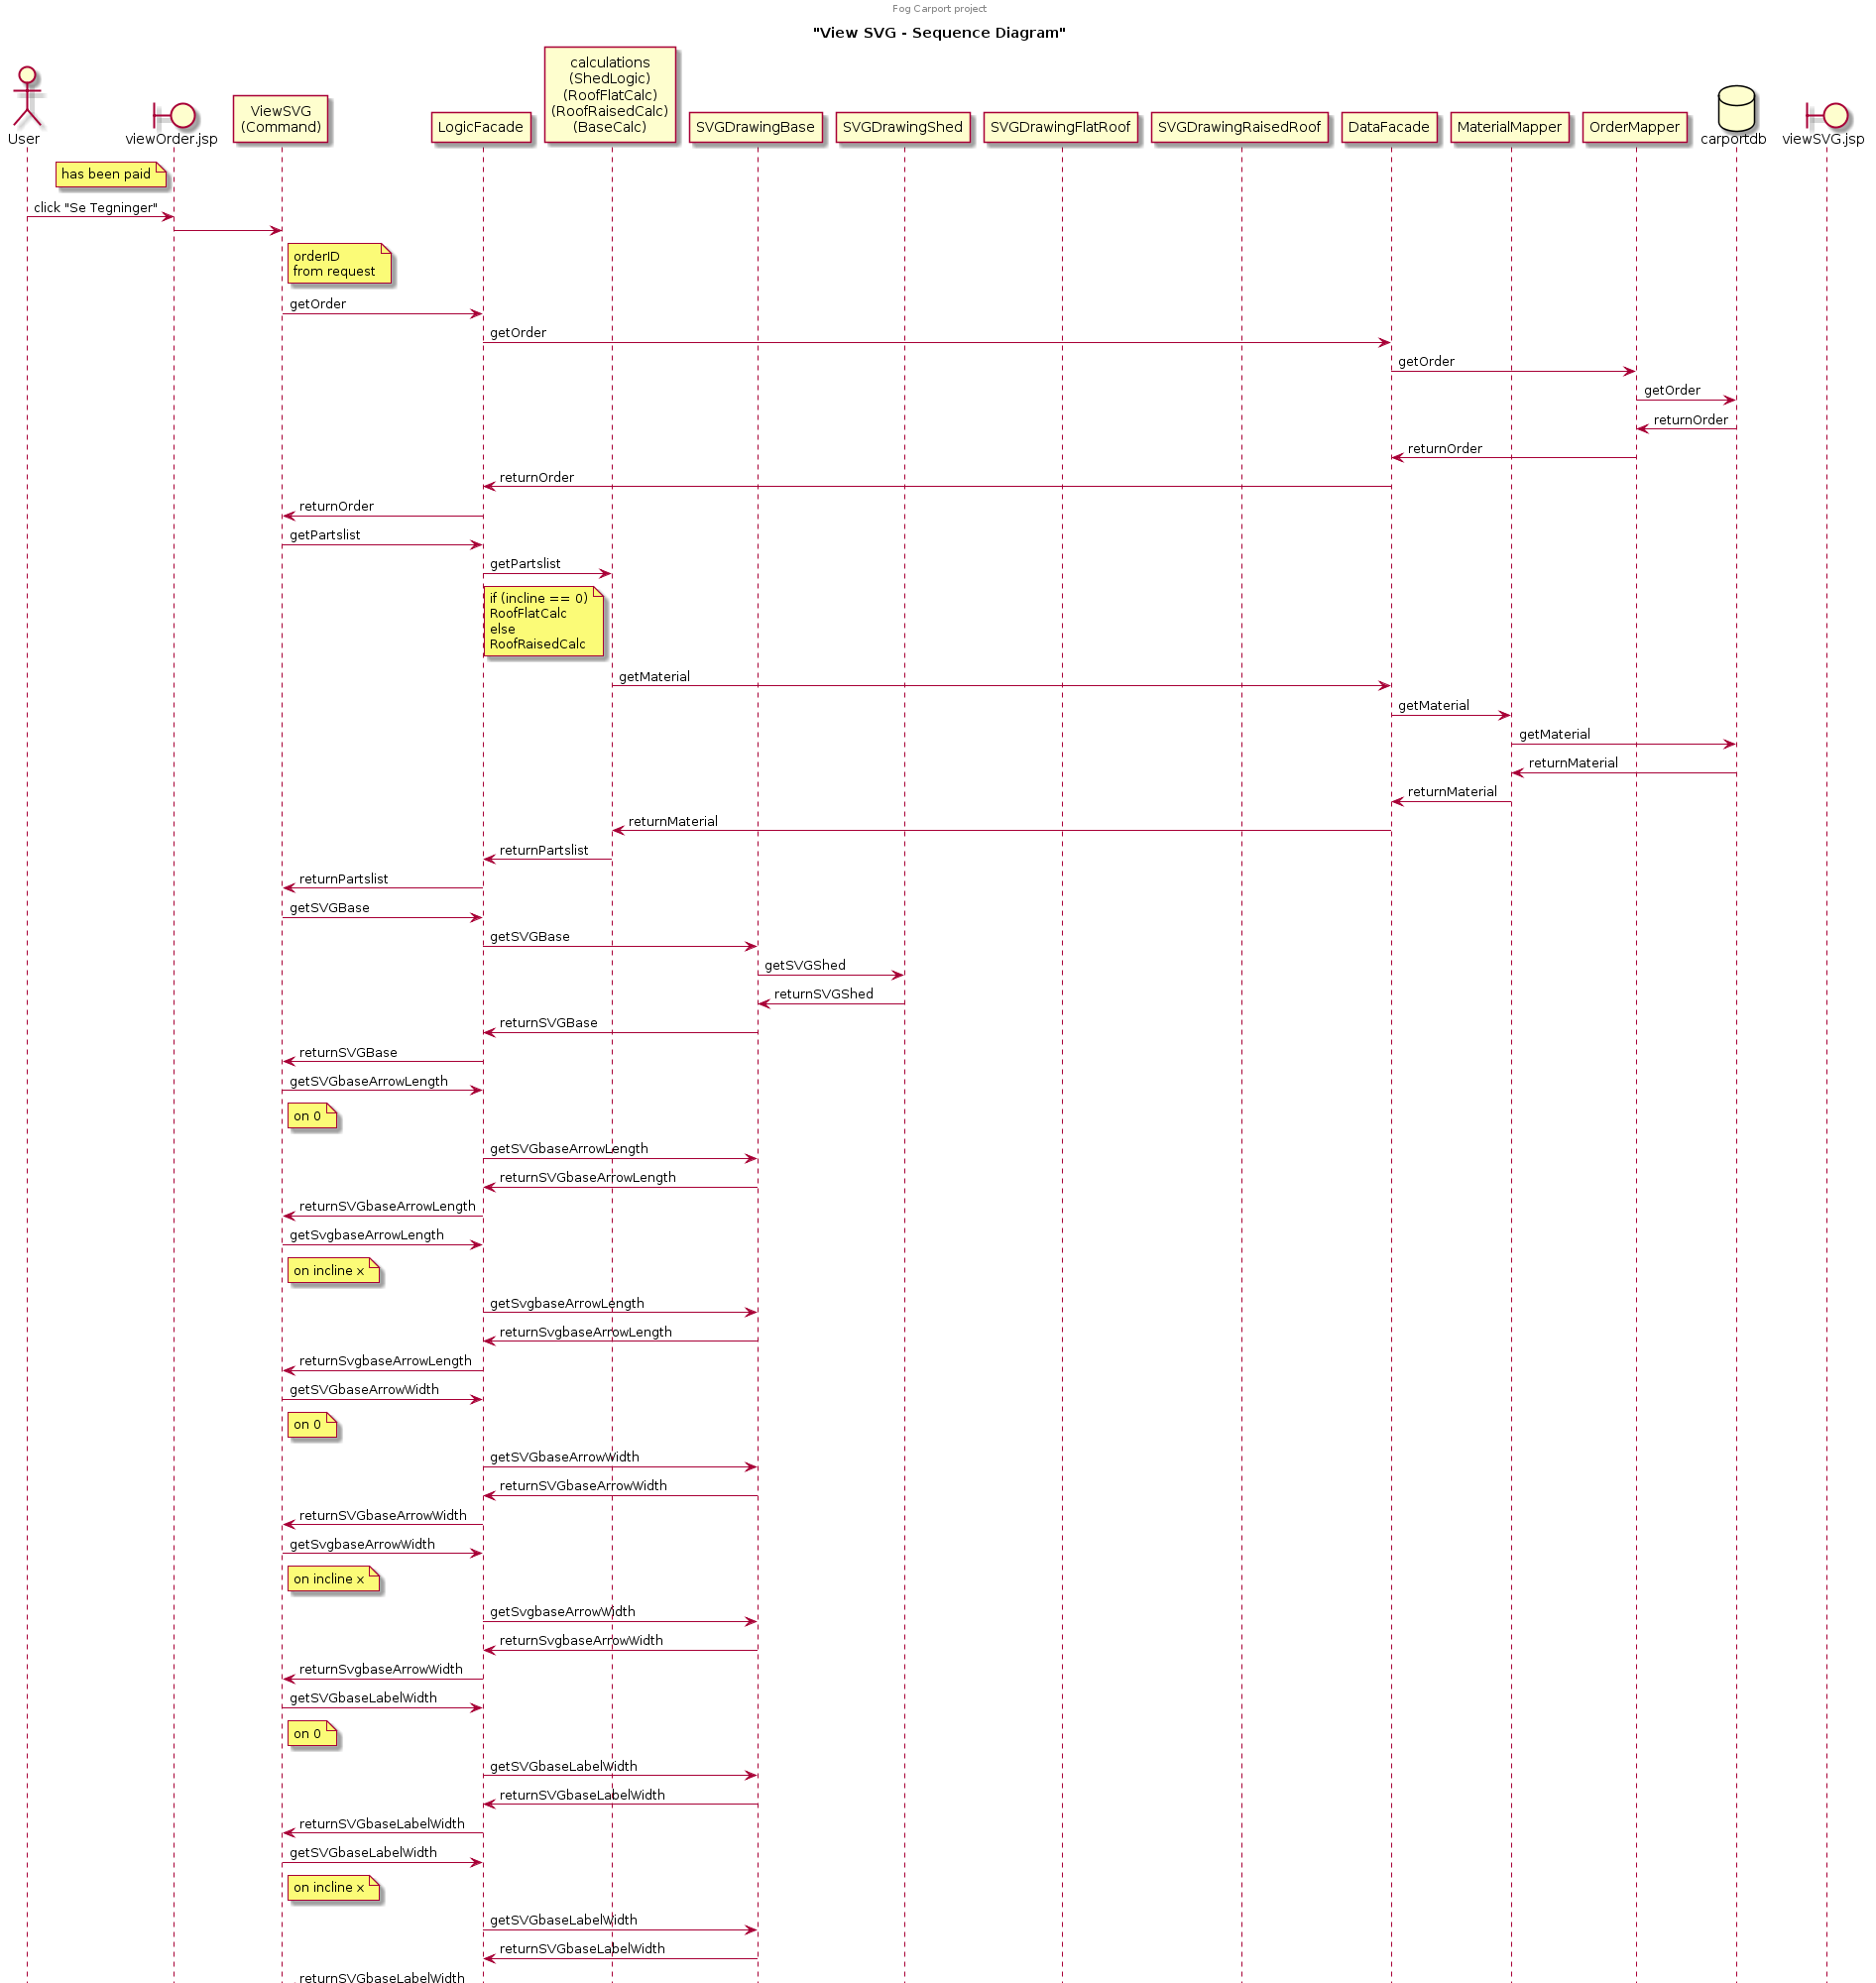 Fog Carport project
"View SVG - Sequence Diagram"
User
viewOrder.jsp
ViewSVG
(Command)
LogicFacade
calculations
(ShedLogic)
(RoofFlatCalc)
(RoofRaisedCalc)
(BaseCalc)
SVGDrawingBase
SVGDrawingShed
SVGDrawingFlatRoof
SVGDrawingRaisedRoof
DataFacade
MaterialMapper
OrderMapper
carportdb
viewSVG.jsp
has been paid
click "Se Tegninger"
orderID
from request
getOrder
getOrder
getOrder
getOrder
returnOrder
returnOrder
returnOrder
returnOrder
getPartslist
getPartslist
if (incline == 0)
RoofFlatCalc
else
RoofRaisedCalc
getMaterial
getMaterial
getMaterial
returnMaterial
returnMaterial
returnMaterial
returnPartslist
returnPartslist
getSVGBase
getSVGBase
getSVGShed
returnSVGShed
returnSVGBase
returnSVGBase
getSVGbaseArrowLength
on 0
getSVGbaseArrowLength
returnSVGbaseArrowLength
returnSVGbaseArrowLength
getSvgbaseArrowLength
on incline x
getSvgbaseArrowLength
returnSvgbaseArrowLength
returnSvgbaseArrowLength
getSVGbaseArrowWidth
on 0
getSVGbaseArrowWidth
returnSVGbaseArrowWidth
returnSVGbaseArrowWidth
getSvgbaseArrowWidth
on incline x
getSvgbaseArrowWidth
returnSvgbaseArrowWidth
returnSvgbaseArrowWidth
getSVGbaseLabelWidth
on 0
getSVGbaseLabelWidth
returnSVGbaseLabelWidth
returnSVGbaseLabelWidth
getSVGbaseLabelWidth
on incline x
getSVGbaseLabelWidth
returnSVGbaseLabelWidth
returnSVGbaseLabelWidth